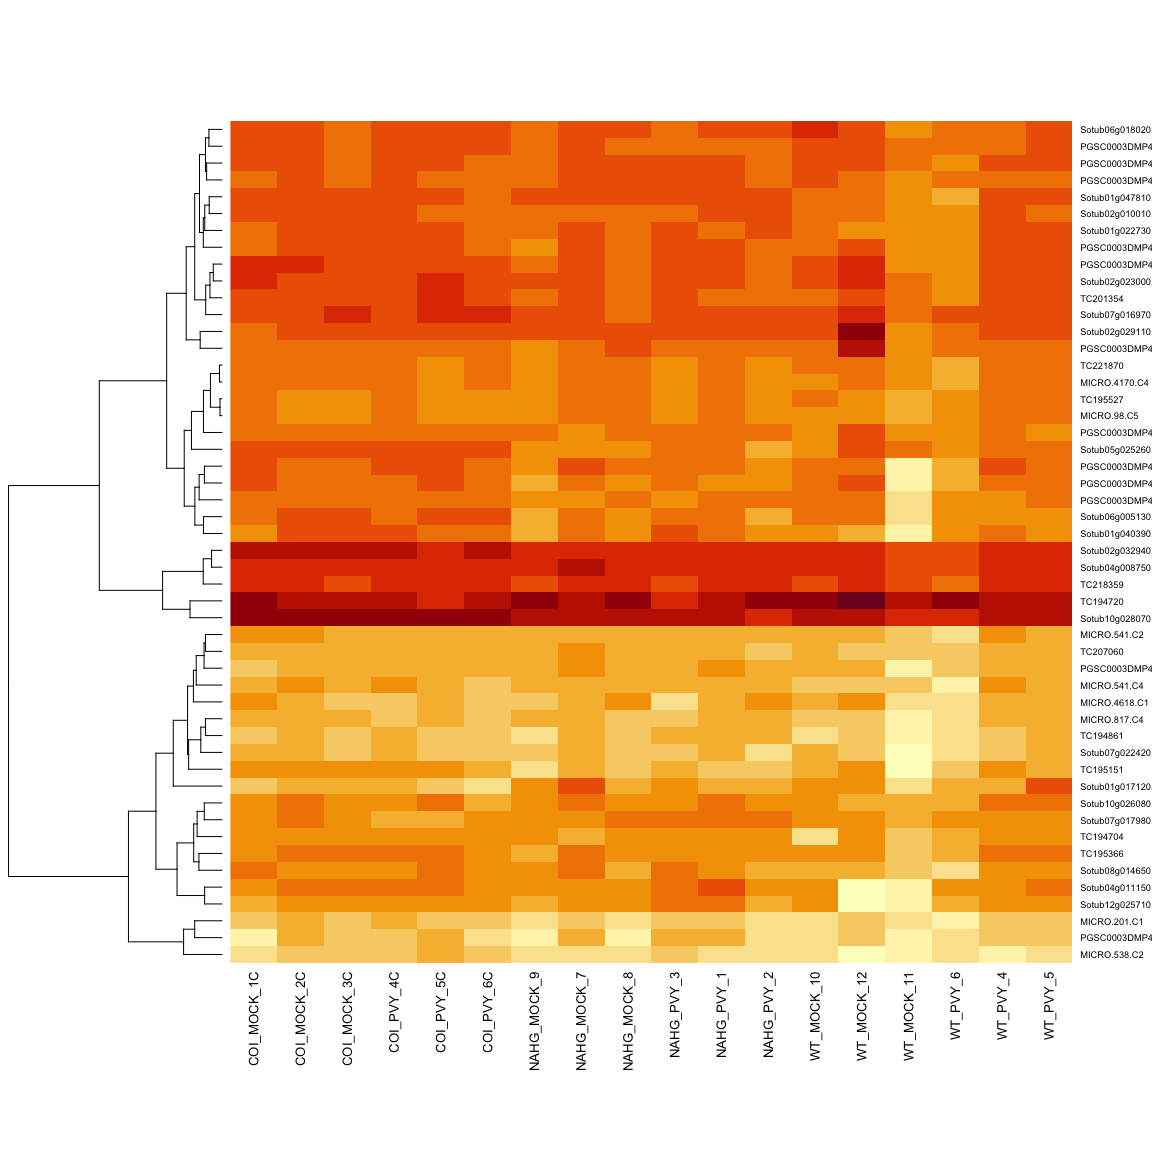 Sotub06g018020.
PGSC0003DMP4
PGSC0003DMP4
PGSC0003DMP4
Sotub01g047810.
Sotub02g010010.
Sotub01g022730.
PGSC0003DMP4
PGSC0003DMP4
Sotub02g023000.
TC201354
Sotub07g016970.
Sotub02g029110.
PGSC0003DMP4
TC221870
MICRO.4170.C4
TC195527
MICRO.98.C5
PGSC0003DMP4
Sotub05g025260.
PGSC0003DMP4
PGSC0003DMP4
PGSC0003DMP4
Sotub06g005130.
Sotub01g040390.
Sotub02g032940.
Sotub04g008750.
TC218359
TC194720
Sotub10g028070.
MICRO.541.C2
TC207060
PGSC0003DMP4
MICRO.541.C4
MICRO.4618.C1
MICRO.817.C4
TC194861
Sotub07g022420.
TC195151
Sotub01g017120.
Sotub10g026080.
Sotub07g017980.
TC194704
TC195366
Sotub08g014650.
Sotub04g011150.
Sotub12g025710.
MICRO.201.C1
PGSC0003DMP4
MICRO.538.C2
COI_MOCK_1C
COI_MOCK_2C
COI_MOCK_3C
COI_PVY_4C
COI_PVY_5C
COI_PVY_6C
NAHG_MOCK_9
NAHG_MOCK_7
NAHG_MOCK_8
NAHG_PVY_3
NAHG_PVY_1
NAHG_PVY_2
WT_MOCK_10
WT_MOCK_12
WT_MOCK_11
WT_PVY_6
WT_PVY_4
WT_PVY_5